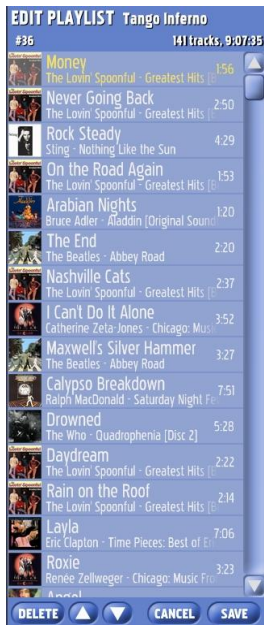 EDIT PLAYLIST Tango Inferno
#36 141 tracks, 9:07:35
Money 1:56
The Lovin' Spoonful - Greatest Hits [B
Never Going Back 2:50
The Lovin' Spoonful - Greatest Hits [B
Rock Steady 4:29
Sting - Nothing Like the Sun
On the Road Again 1:53
The Lovin' Spoonful - Greatest Hits [B
Arabian Nights 1:20
Bruce Adler - Aladdin [Original Sound
The End 2:20
The Beatles - Abbey Road
Nashville Cats 2:37
The Lovin' Spoonful - Greatest Hits [B
I Can't Do It Alone 3:52
Catherine Zeta-Jones - Chicago: Musi
Maxwell's Silver Hammer 3:27
The Beatles - Abbey Road
Calypso Breakdown 7:51
Ralph MacDonald - Saturday Night Fe
Drowned 5:28
The Who - Quadrophenia [Disc 2]
Daydream 2:22
The Lovin' Spoonful - Greatest Hits [B
Rain on the Roof 2:14
The Lovin' Spoonful - Greatest Hits [B
Layla 7:06
Eric Clapton - Time Pieces: Best of Er
Roxie 3:23
Renée Zellweger - Chicago: Music Fro
Angel
DELETE CANCEL SAVE